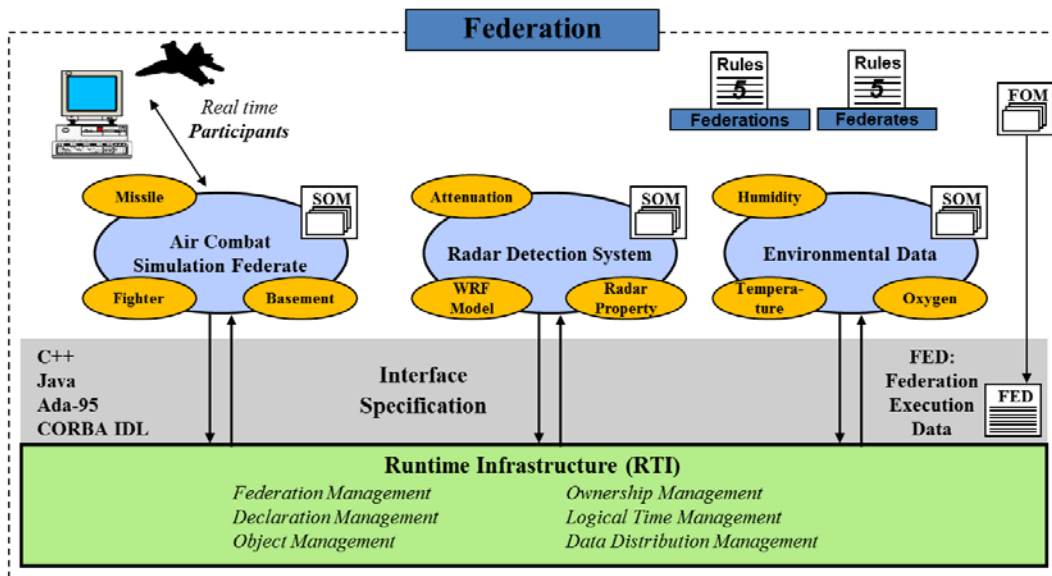 Federation
Real time
Participants
Rules
5
Federations
Rules
5
Federates
FOM
Missile
SOM
Air Combat
Simulation Federate
Fighter
Basement
Attenuation
SOM
Radar Detection System
WRF
Model
Radar
Property
Humidity
SOM
Environmental Data
Tempera-
ture
Oxygen
C++
Java
Ada-95
CORBA IDL
Interface
Specification
FED:
Federation
Execution
Data
FED
Runtime Infrastructure (RTI)
Federation Management
Declaration Management
Object Management
Ownership Management
Logical Time Management
Data Distribution Management